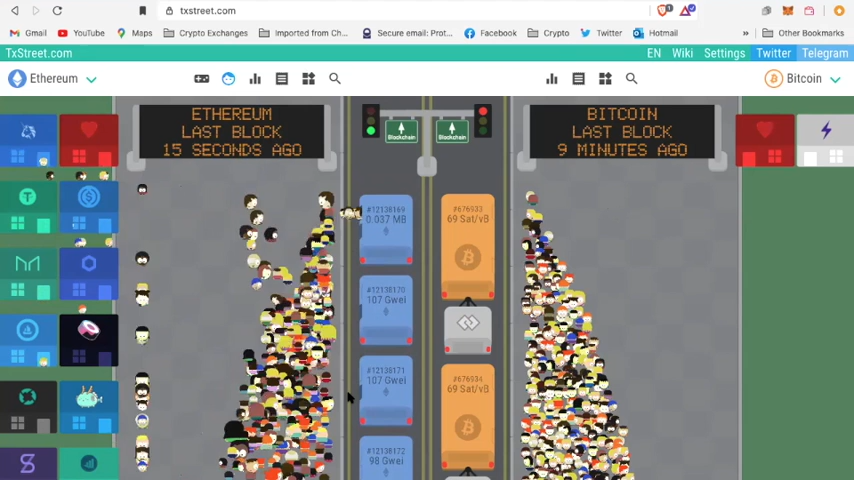 txstreet.com
1
Gmail YouTube Maps Crypto Exchanges Imported from Ch... Secure email: Prot... Facebook Crypto Twitter Hotmail » Other Bookmarks
TxStreet.com EN Wiki Settings Twitter Telegram
Ethereum Bitcoin
ETHEREUM
LAST BLOCK
15 SECONDS AGO
Blockchain Blockchain
BITCOIN
LAST BLOCK
9 MINUTES AGO
#12138169
0.037 MB
#676933
69 Sat/vB
#12138170
107 Gwei
#12138171
107 Gwei
#676934
69 Sat/vB
#12138172
98 Gwei